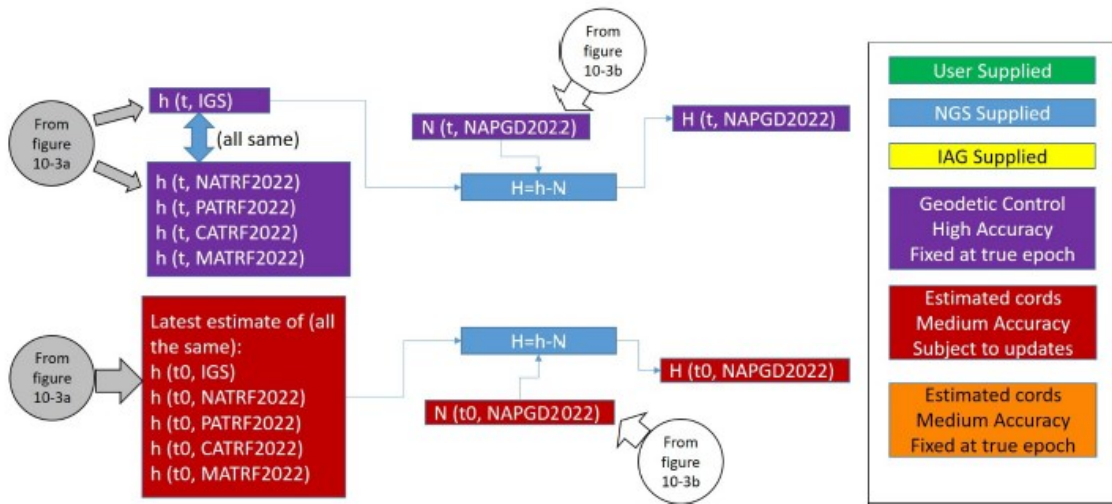 From
figure
10-3b
h (t, IGS)
N (t, NAPGD2022)
H (t, NAPGD2022)
From
figure
10-3a
(all same)
h (t, NATRF2022)
h (t, PATRF2022)
h (t, CATRF2022)
h (t, MATRF2022)
H=h-N
Latest estimate of (all
the same):
h (t0, IGS)
h (t0, NATRF2022)
h (t0, PATRF2022)
h (t0, CATRF2022)
h (t0, MATRF2022)
From
figure
10-3a
H=h-N
H (t0, NAPGD2022)
N (t0, NAPGD2022)
From
figure
10-3b
User Supplied
NGS Supplied
IAG Supplied
Geodetic Control
High Accuracy
Fixed at true epoch
Estimated cords
Medium Accuracy
Subject to updates
Estimated cords
Medium Accuracy
Fixed at true epoch